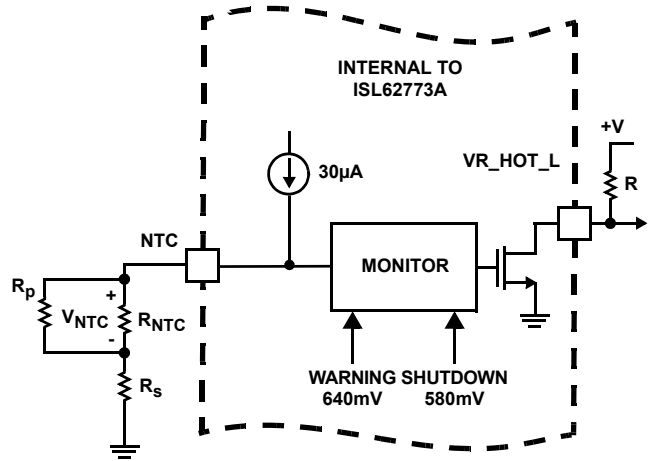 INTERNAL TO
ISL62773A
+V
VR_HOT_L
R
30µA
NTC
MONITOR
Rp
+
VNTC
RNTC
-
Rs
WARNING SHUTDOWN
640mV 580mV